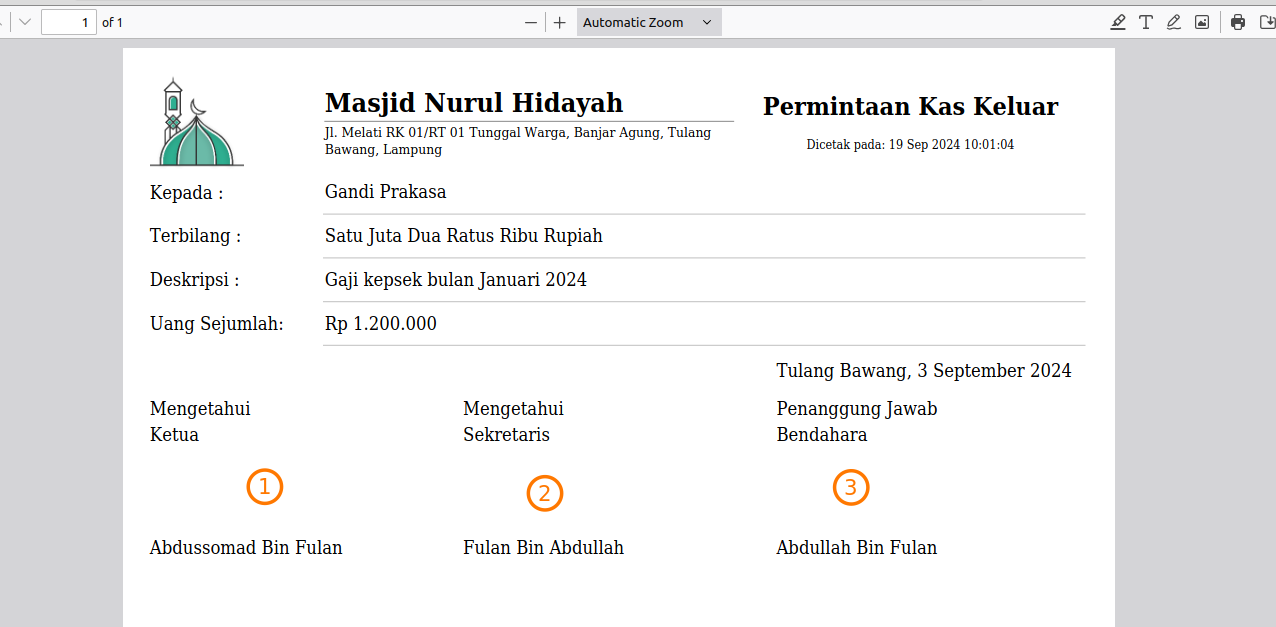 1 of 1 Automatic Zoom
Masjid Nurul Hidayah
Jl. Melati RK 01/RT 01 Tunggal Warga, Banjar Agung, Tulang
Bawang, Lampung
Permintaan Kas Keluar
Dicetak pada: 19 Sep 2024 10:01:04
Kepada : Gandi Prakasa
Terbilang : Satu Juta Dua Ratus Ribu Rupiah
Deskripsi : Gaji kepsek bulan Januari 2024
Uang Sejumlah: Rp 1.200.000
Tulang Bawang, 3 September 2024
Mengetahui
Ketua
1
Abdussomad Bin Fulan
Mengetahui
Sekretaris
2
Fulan Bin Abdullah
Penanggung Jawab
Bendahara
3
Abdullah Bin Fulan